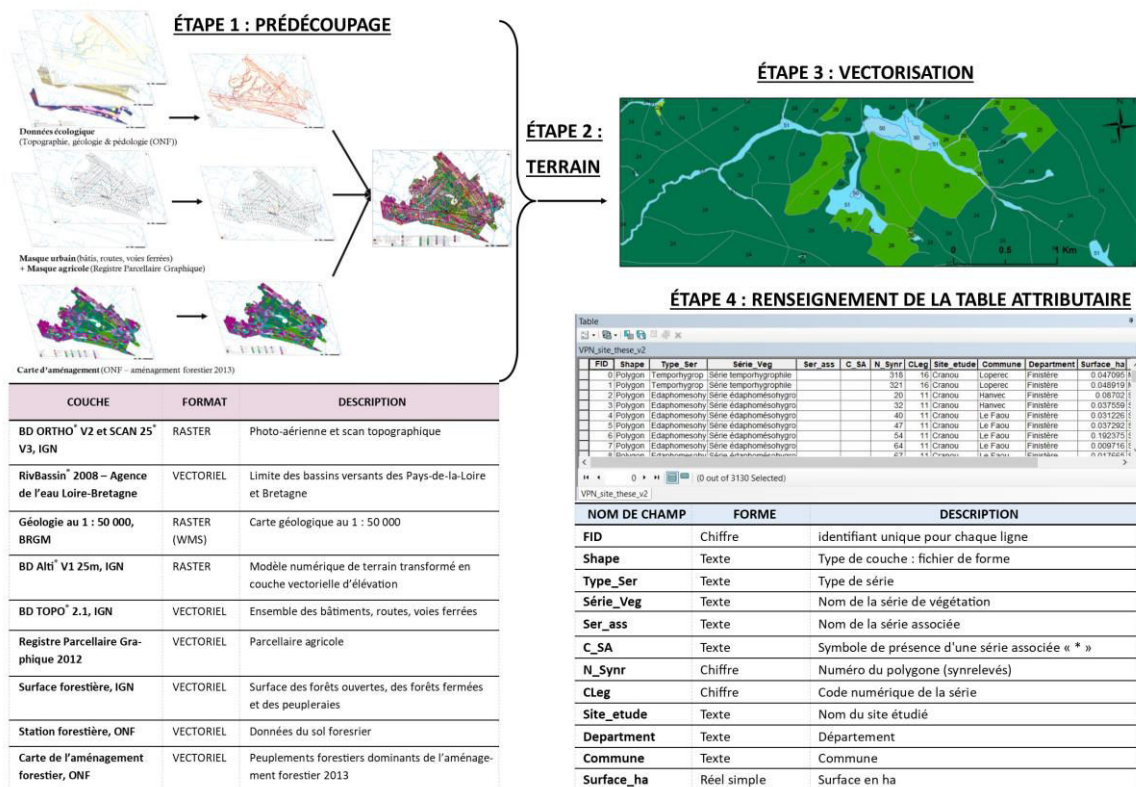 ÉTAPE 1 : PRÉDÉCOUPAGE
Données écologique
(Topographie, géologie & pédologie (ONF))
Masque urbain (bâtis, routes, voies ferrées)
+ Masque agricole (Registre Parcellaire Graphique)
Carte d'aménagement (ONF – aménagement forestier 2013)
ÉTAPE 2 :
TERRAIN
ÉTAPE 3 : VECTORISATION
0 0.5 1 Km
COUCHE FORMAT DESCRIPTION
BD ORTHO® V2 et SCAN 25® RASTER Photo-aérienne et scan topographique
V3, IGN
RivBassin® 2008 – Agence VECTORIEL Limite des bassins versants des Pays-de-la-Loire
de l'eau Loire-Bretagne et Bretagne
Géologie au 1 : 50 000, RASTER Carte géologique au 1 : 50 000
BRGM (WMS)
BD Alti® V1 25m, IGN RASTER Modèle numérique de terrain transformé en
couche vectorielle d'élévation
BD TOPO® 2.1, IGN VECTORIEL Ensemble des bâtiments, routes, voies ferrées
Registre Parcellaire Gra- VECTORIEL Parcellaire agricole
phique 2012
Surface forestière, IGN VECTORIEL Surface des forêts ouvertes, des forêts fermées
et des peupleraies
Station forestière, ONF VECTORIEL Données du sol foresrier
Carte de l'aménagement VECTORIEL Peuplements forestiers dominants de l'aménage-
forestier, ONF ment forestier 2013
ÉTAPE 4 : RENSEIGNEMENT DE LA TABLE ATTRIBUTAIRE
Table
VPN_site_these_v2
FID Shape Type_Ser Série_Veg Ser_ass C_SA N_Synr CLeg Site_etude Commune Department Surface_ha
0 Polygon Temporhygrop Série temporhygrophile 318 16 Cranou Loperec Finistère 0.047095
1 Polygon Temporhygrop Série temporhygrophile 321 16 Cranou Loperec Finistère 0.048919
2 Polygon Edaphomesohy Série édaphomésohygro 20 11 Cranou Hanvec Finistère 0.08702
3 Polygon Edaphomesohy Série édaphomésohygro 32 11 Cranou Hanvec Finistère 0.037559
4 Polygon Edaphomesohy Série édaphomésohygro 40 11 Cranou Le Faou Finistère 0.031226
5 Polygon Edaphomesohy Série édaphomésohygro 47 11 Cranou Le Faou Finistère 0.037292
6 Polygon Edaphomesohy Série édaphomésohygro 54 11 Cranou Le Faou Finistère 0.192375
7 Polygon Edaphomesohy Série édaphomésohygro 64 11 Cranou Le Faou Finistère 0.009716
0 (0 out of 3130 Selected)
VPN_site_these_v2
NOM DE CHAMP FORME DESCRIPTION
FID Chiffre identifiant unique pour chaque ligne
Shape Texte Type de couche : fichier de forme
Type_Ser Texte Type de série
Série_Veg Texte Nom de la série de végétation
Ser_ass Texte Nom de la série associée
C_SA Texte Symbole de présence d'une série associée « * »
N_Synr Chiffre Numéro du polygone (synrelevés)
CLeg Chiffre Code numérique de la série
Site_etude Texte Nom du site étudié
Department Texte Département
Commune Texte Commune
Surface_ha Réel simple Surface en ha